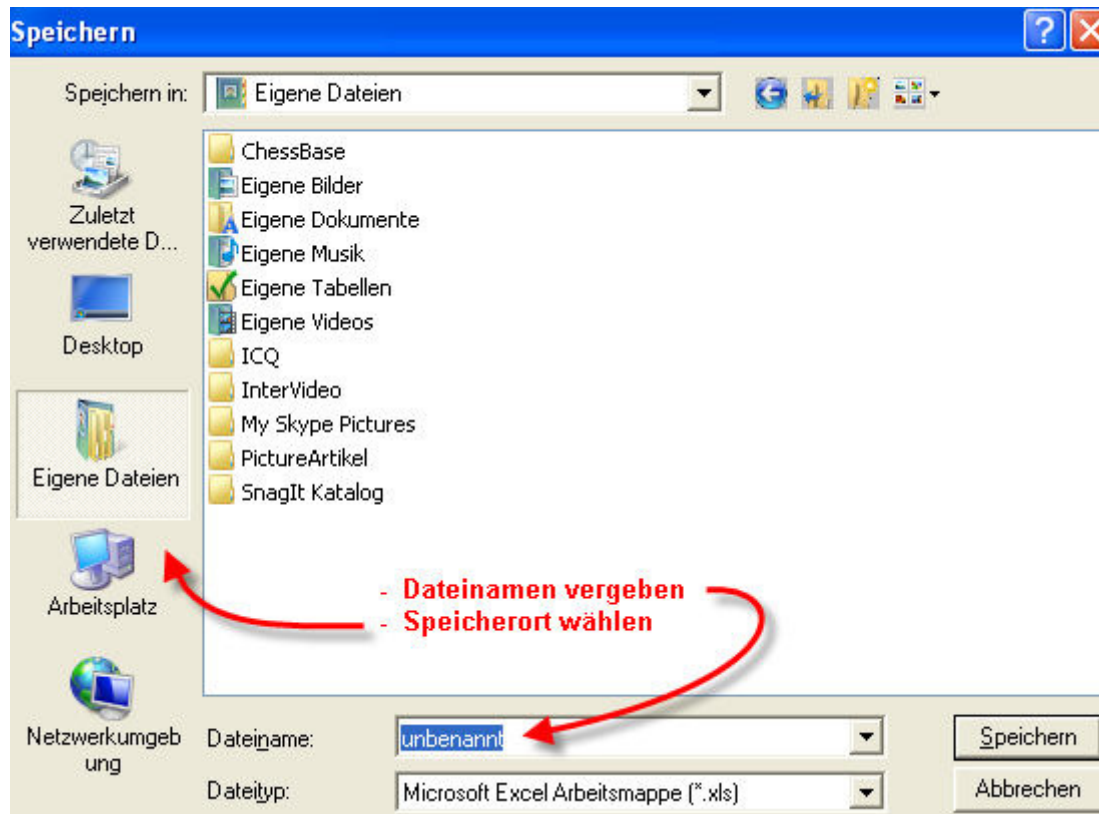 Speichern
Speichern in:
Eigene Dateien
Zuletzt
verwendete D...
Desktop
Eigene Dateien
Arbeitsplatz
Netzwerkumgeb
ung
ChessBase
Eigene Bilder
Eigene Dokumente
Eigene Musik
Eigene Tabellen
Eigene Videos
ICQ
InterVideo
My Skype Pictures
PictureArtikel
SnagIt Katalog
- Dateinamen vergeben
- Speicherort wählen
Dateiname:
unbenannt
Speichern
Dateityp:
Microsoft Excel Arbeitsmappe (*.xls)
Abbrechen